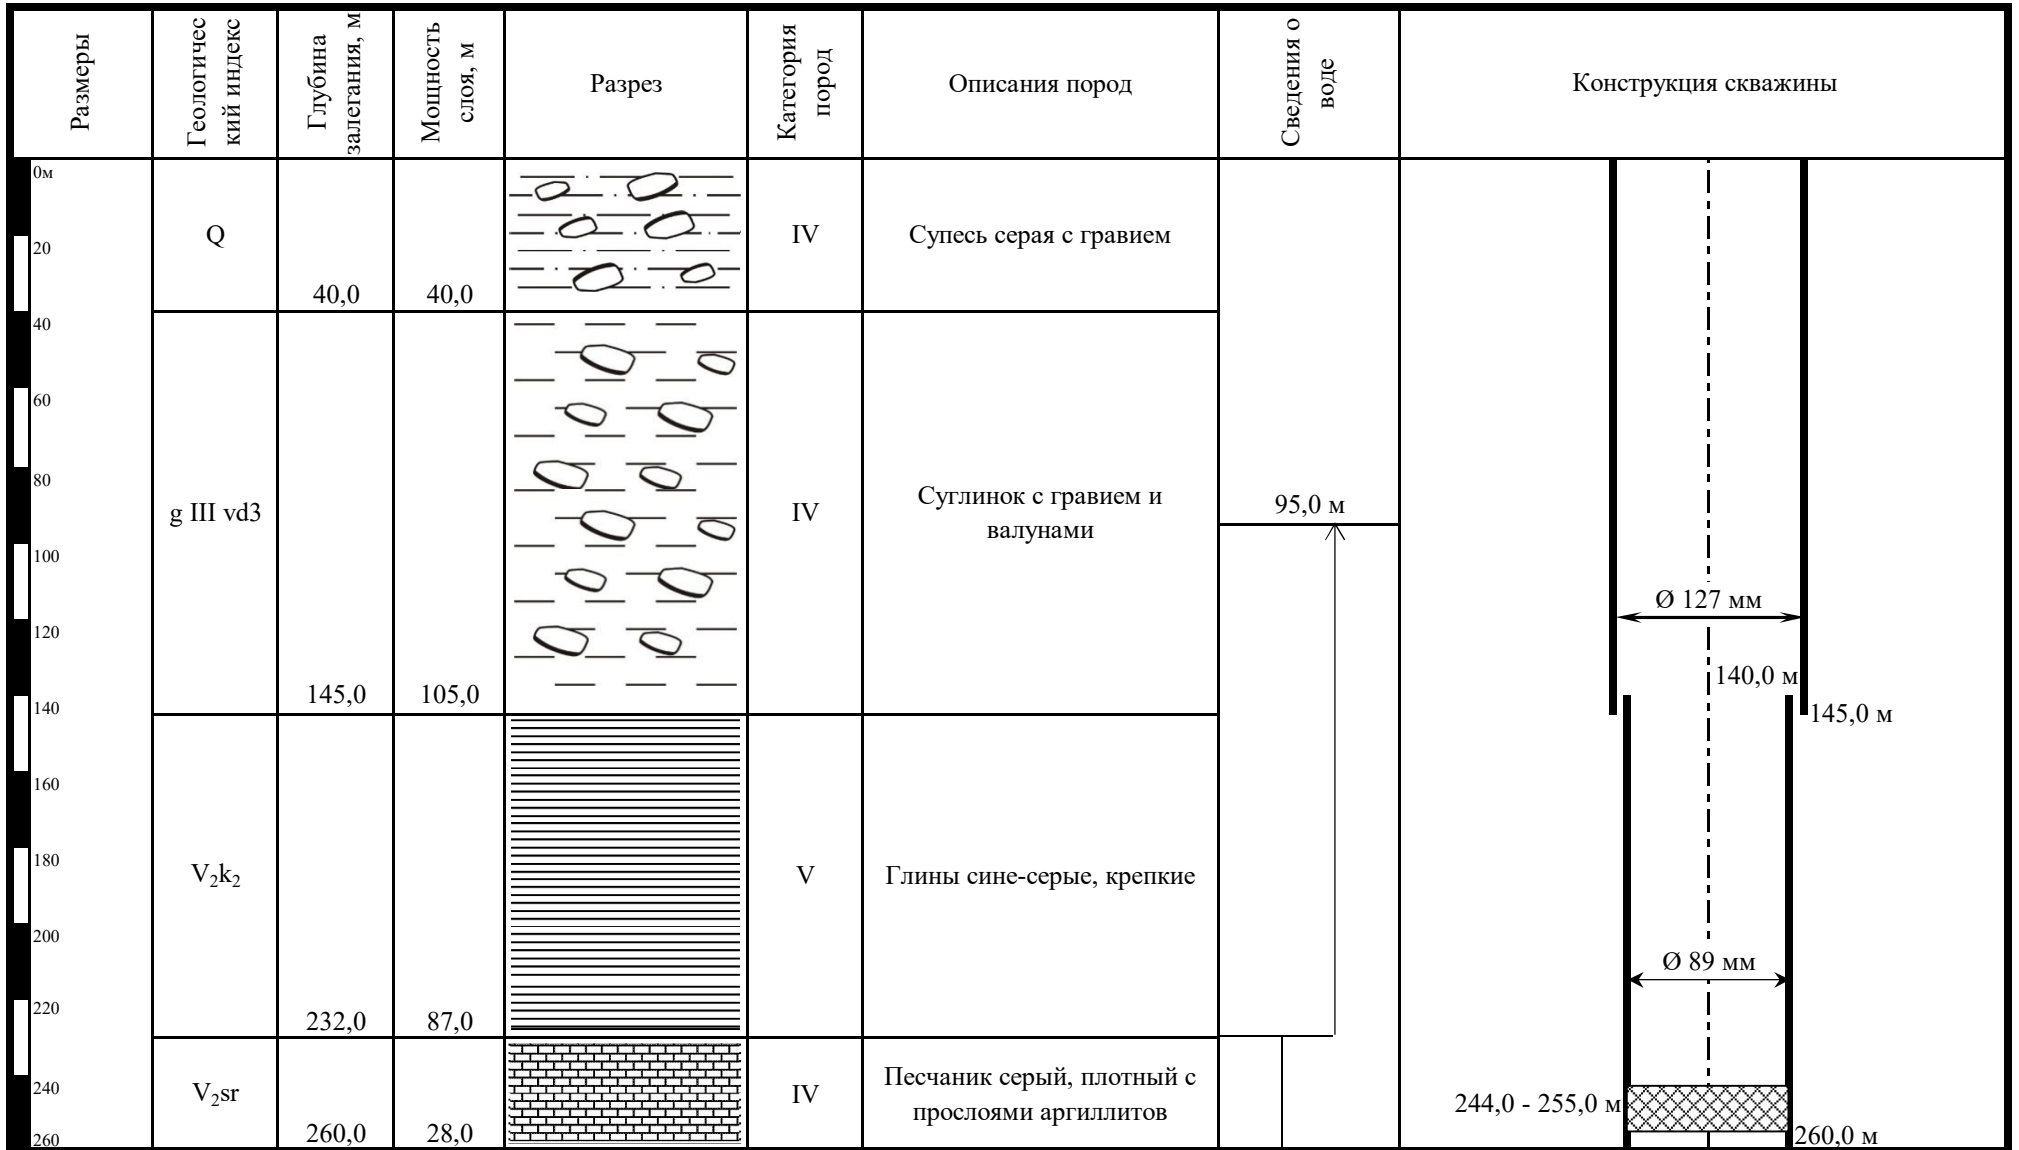 Размеры
Геологичес
кий индекс
Глубина
залегания, м
Мощность
слоя, м
Разрез
Категория
пород
Описания пород
Сведения о
воде
Конструкция скважины
0м
20
40
60
80
100
120
140
160
180
200
220
240
260
Q
40,0
40,0
IV
Супесь серая с гравием
g III vd3
145,0
105,0
IV
Суглинок с гравием и
валунами
95,0 м
V₂k₂
232,0
87,0
V
Глины сине-серые, крепкие
V₂sr
260,0
28,0
IV
Песчаник серый, плотный с
прослоями аргиллитов
Ø 127 мм
140,0 м
145,0 м
Ø 89 мм
244,0 - 255,0 м
260,0 м